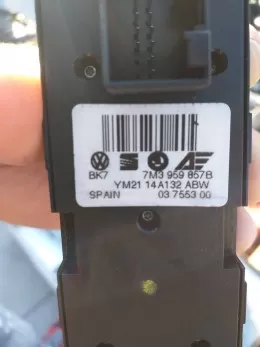 BK7 7M3 959 857B
YM21 14A132 ABW
SPAIN 03 7553 00